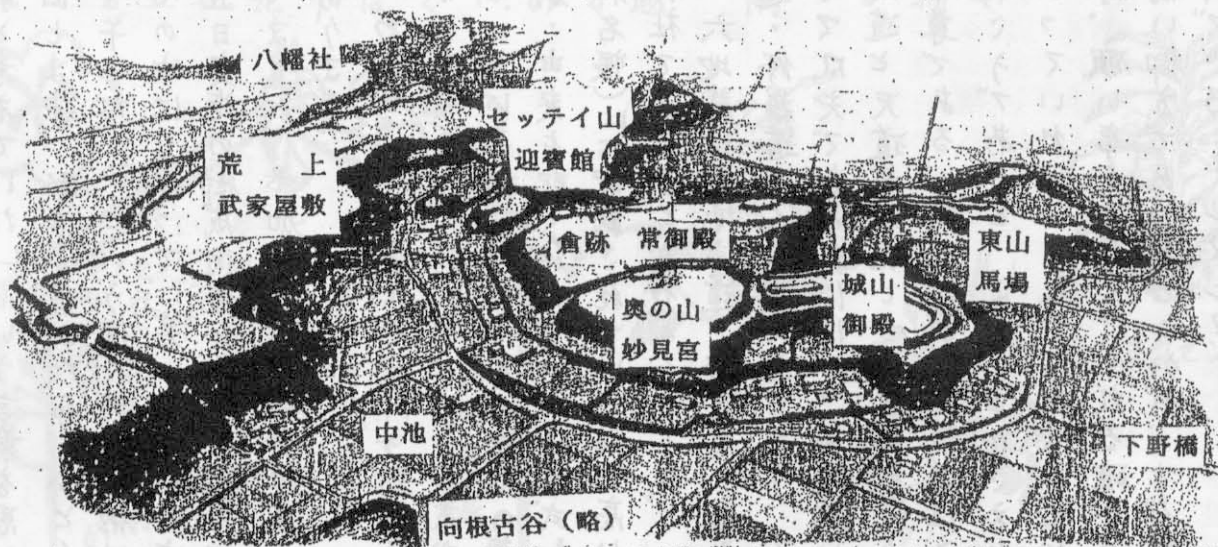 八幡社
セッテイ山
迎賓館
荒　上
武家屋敷
倉跡
常御殿
東山
馬場
城山
御殿
奥の山
妙見宮
中池
下野橋
向根古谷（略）